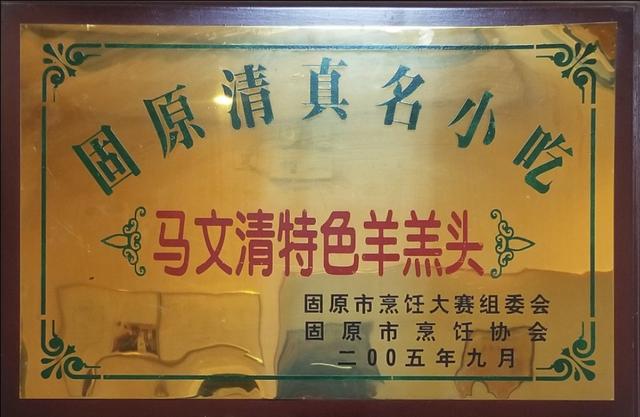 固原清真名小吃
马文清特色羊羔头
固原市烹饪大赛组委会
固原市烹饪协会
二00五年九月